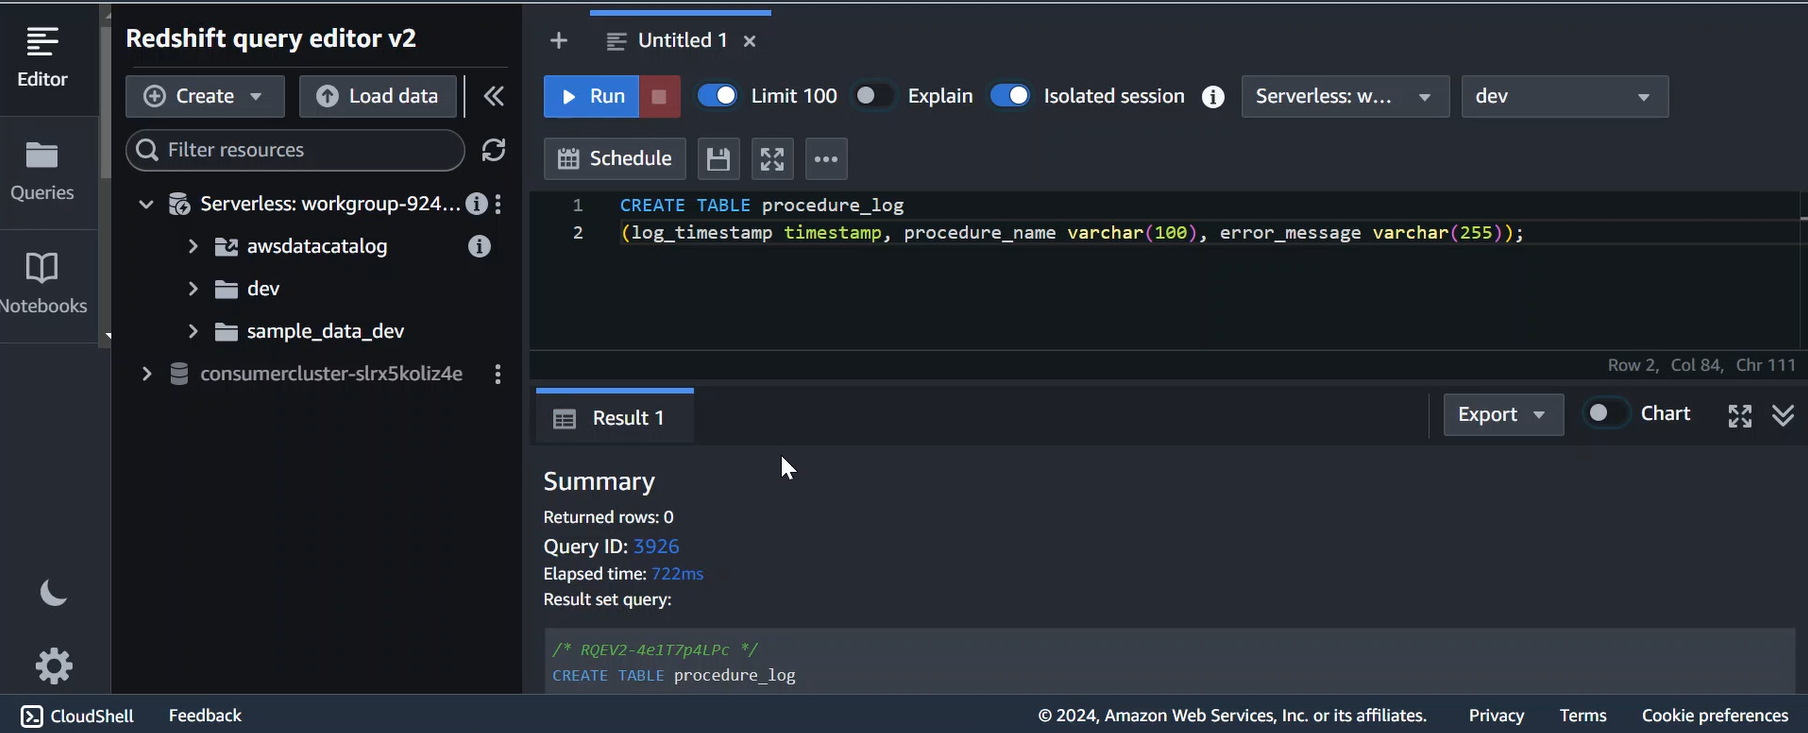 Editor
Queries
Notebooks
Redshift query editor v2
Create
Load data
Filter resources
Serverless: workgroup-924...
awsdatacatalog
dev
sample_data_dev
consumercluster-slrx5koliz4e
Untitled 1
Run
Limit 100
Explain
Isolated session
Serverless: w...
dev
Schedule
1 CREATE TABLE procedure_log
2 (log_timestamp timestamp, procedure_name varchar(100), error_message varchar(255));
Row 2, Col 84, Chr 111
Result 1
Export
Chart
Summary
Returned rows: 0
Query ID: 3926
Elapsed time: 722ms
Result set query:
/* RQEV2-4e1T7p4LPc */
CREATE TABLE procedure_log
CloudShell
Feedback
© 2024, Amazon Web Services, Inc. or its affiliates.
Privacy
Terms
Cookie preferences